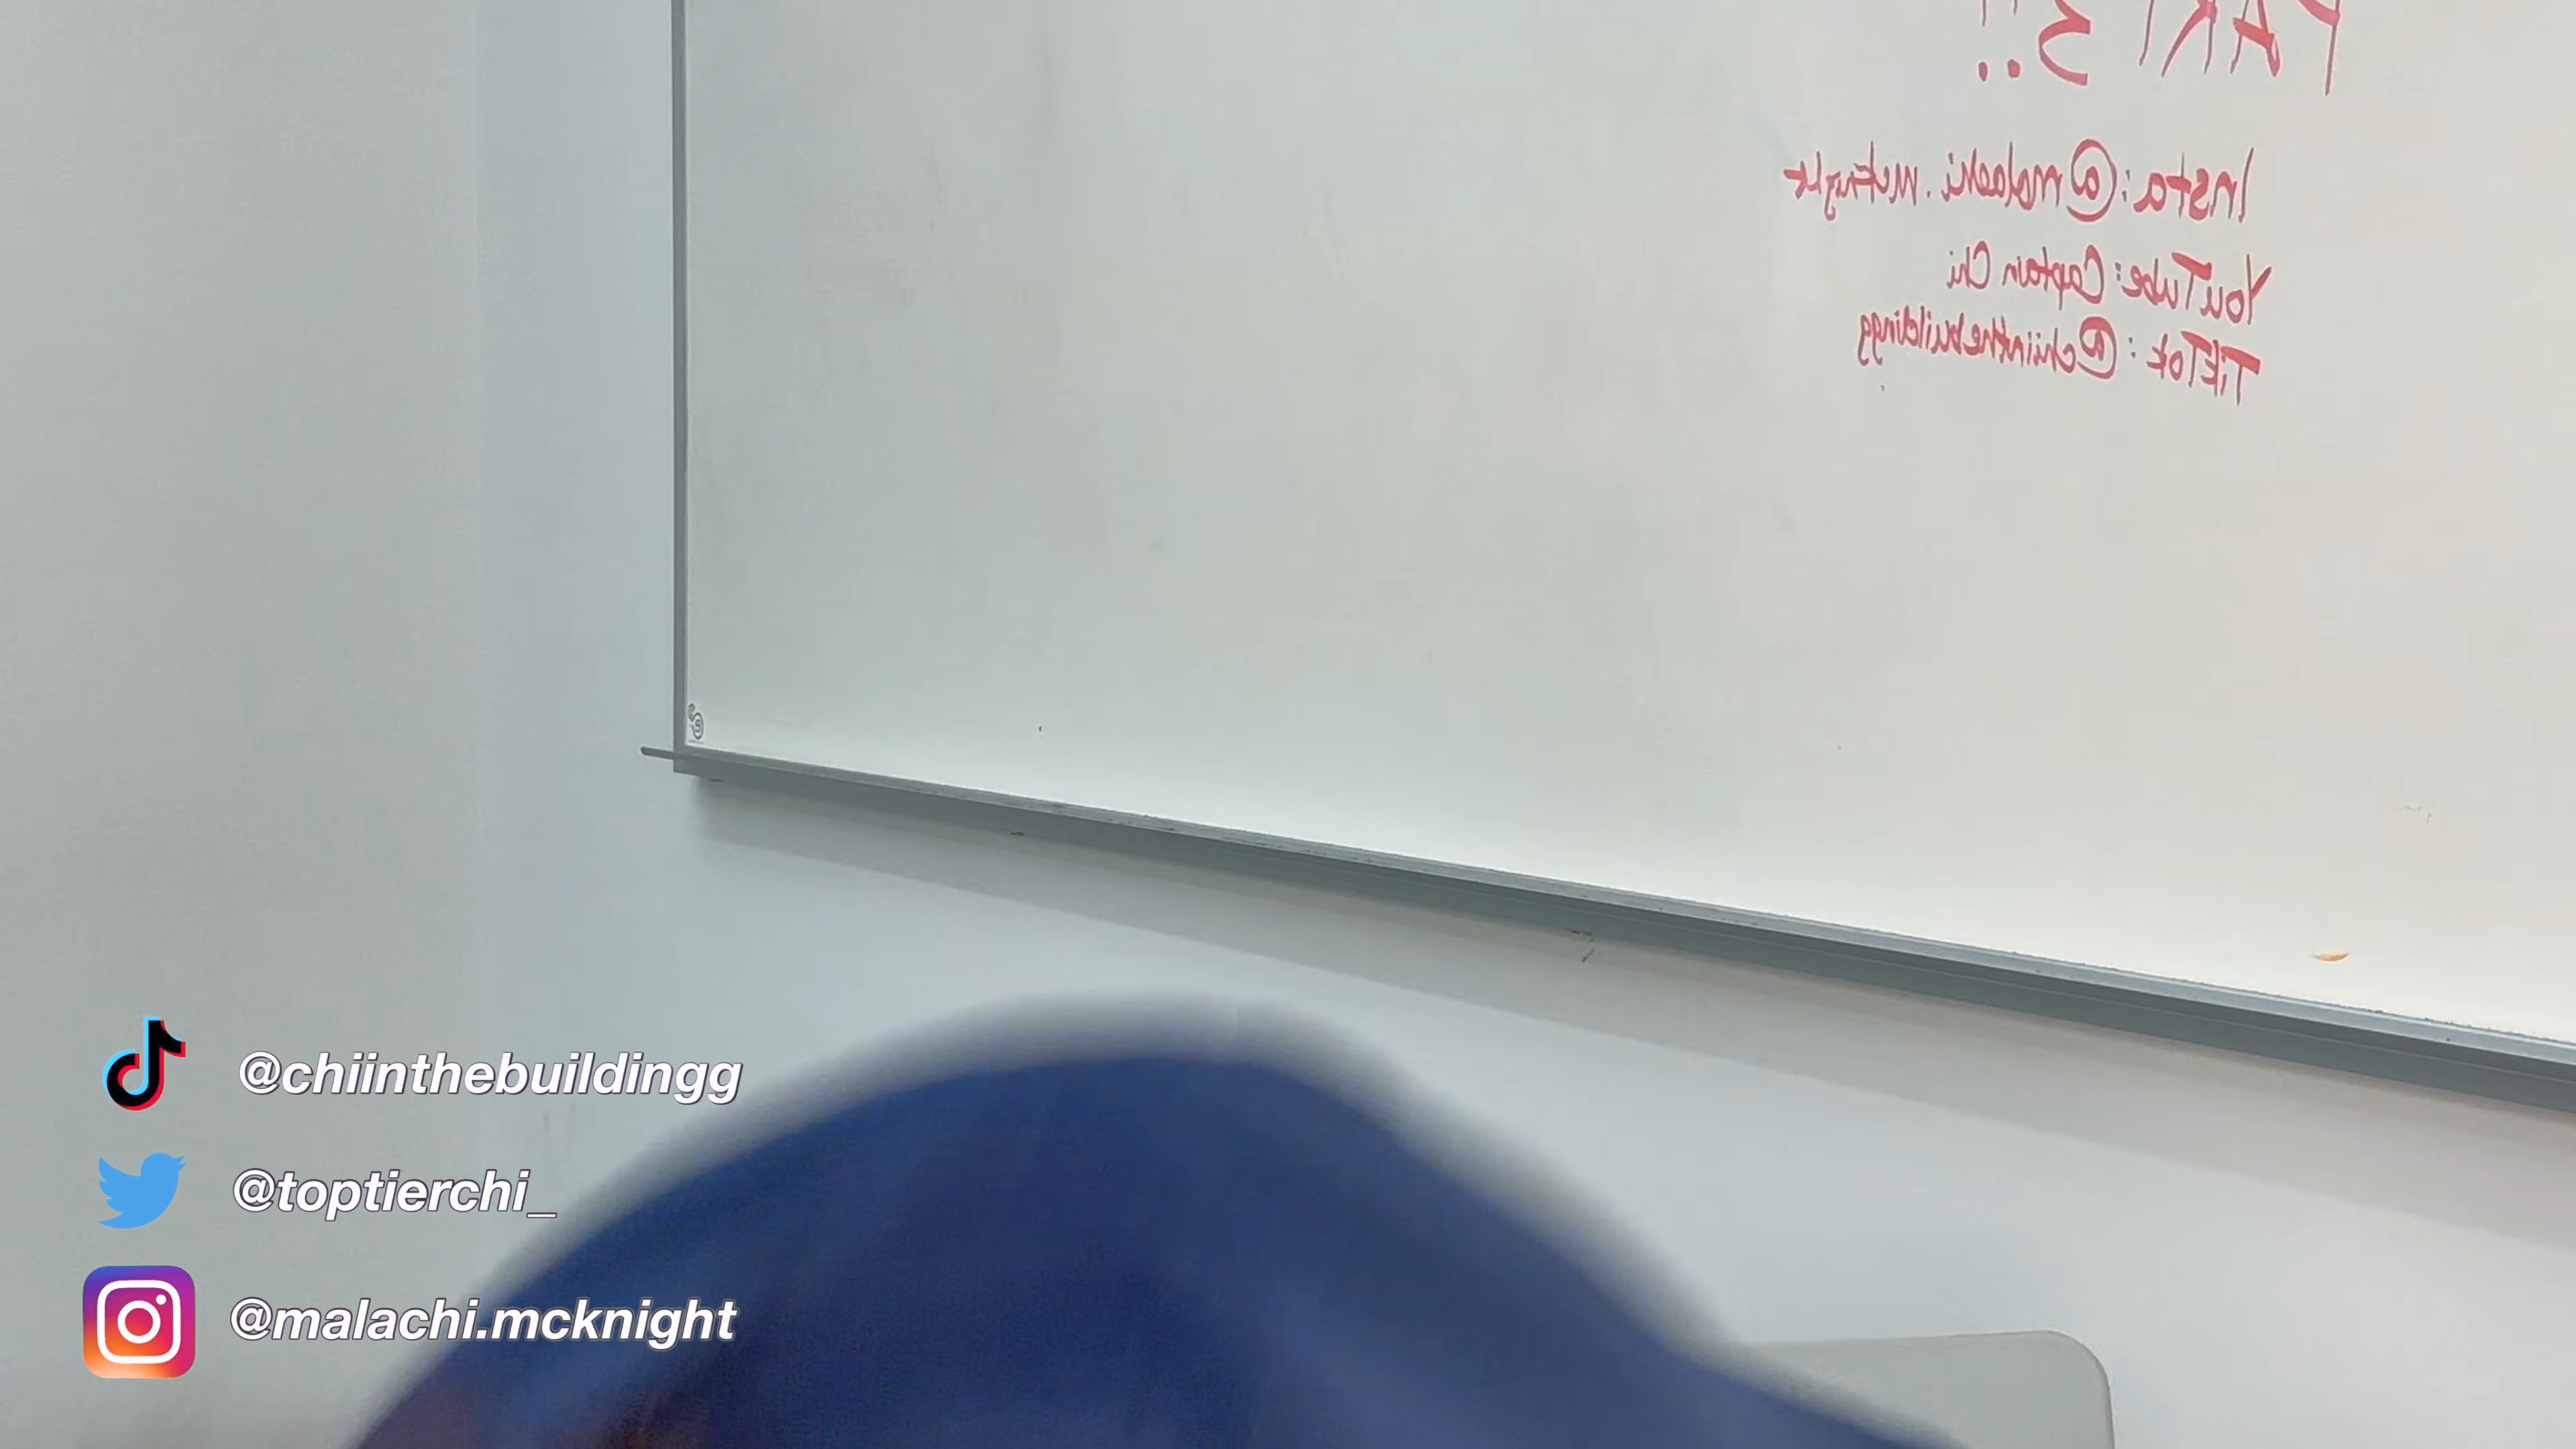 PART 3!!
Insta: @malachi.mcknight
YouTube: Captain Chi
TikTok: @chiinthebuildingg
@chiinthebuildingg
@toptierchi_
@malachi.mcknight